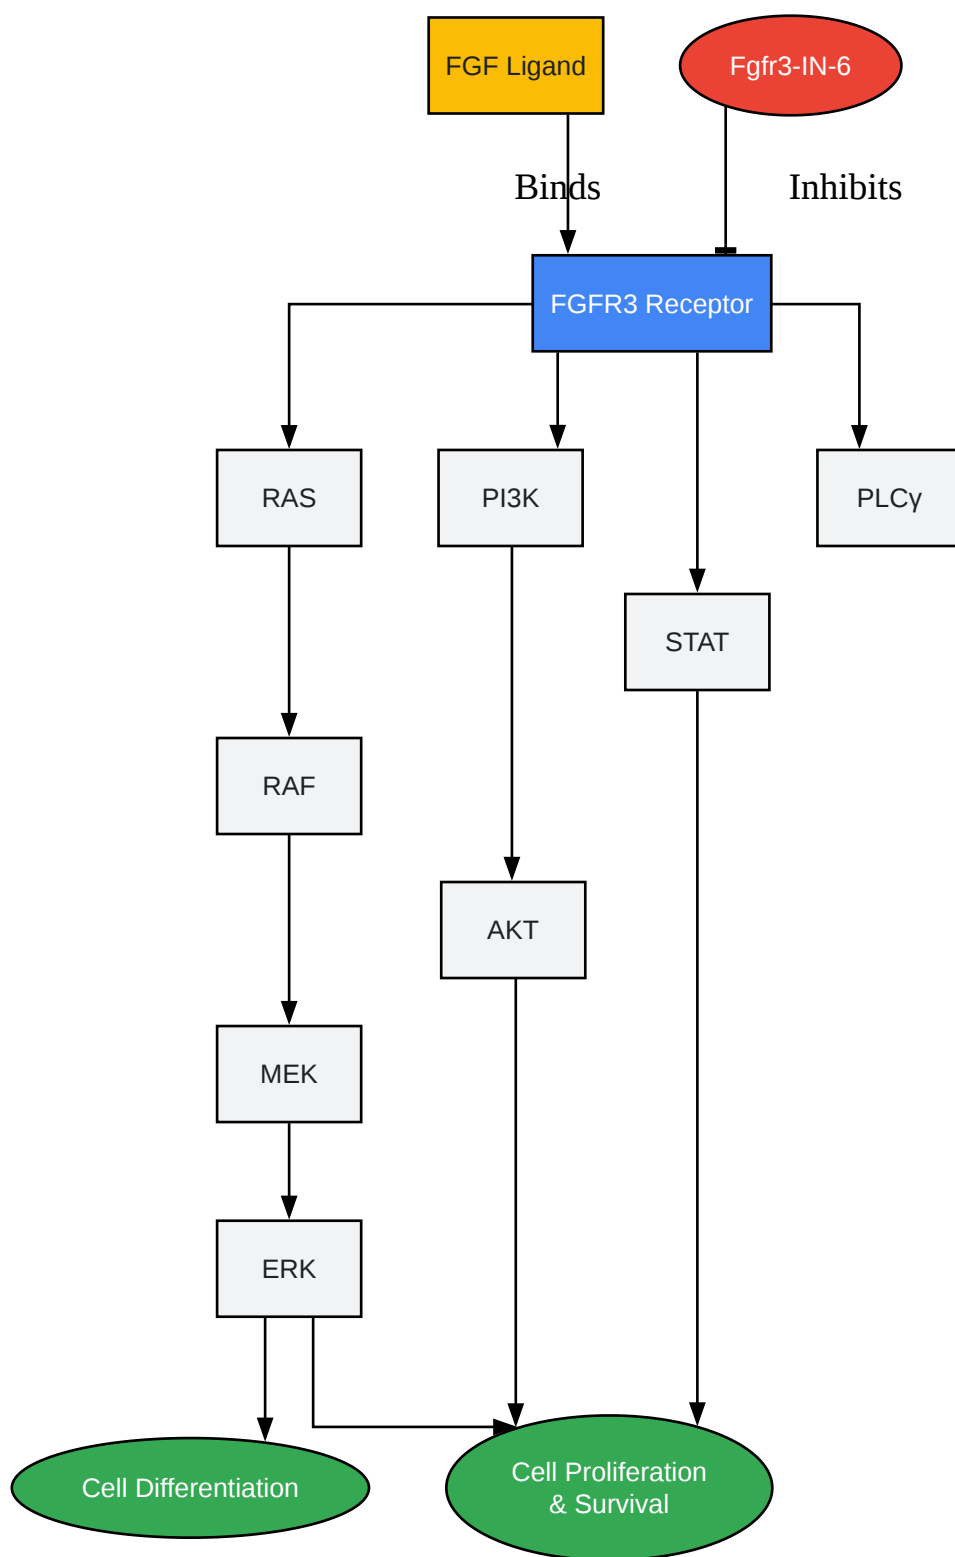 FGF Ligand
Fgfr3-IN-6
Binds
Inhibits
FGFR3 Receptor
RAS
PI3K
PLCγ
STAT
RAF
AKT
MEK
ERK
Cell Differentiation
Cell Proliferation
& Survival